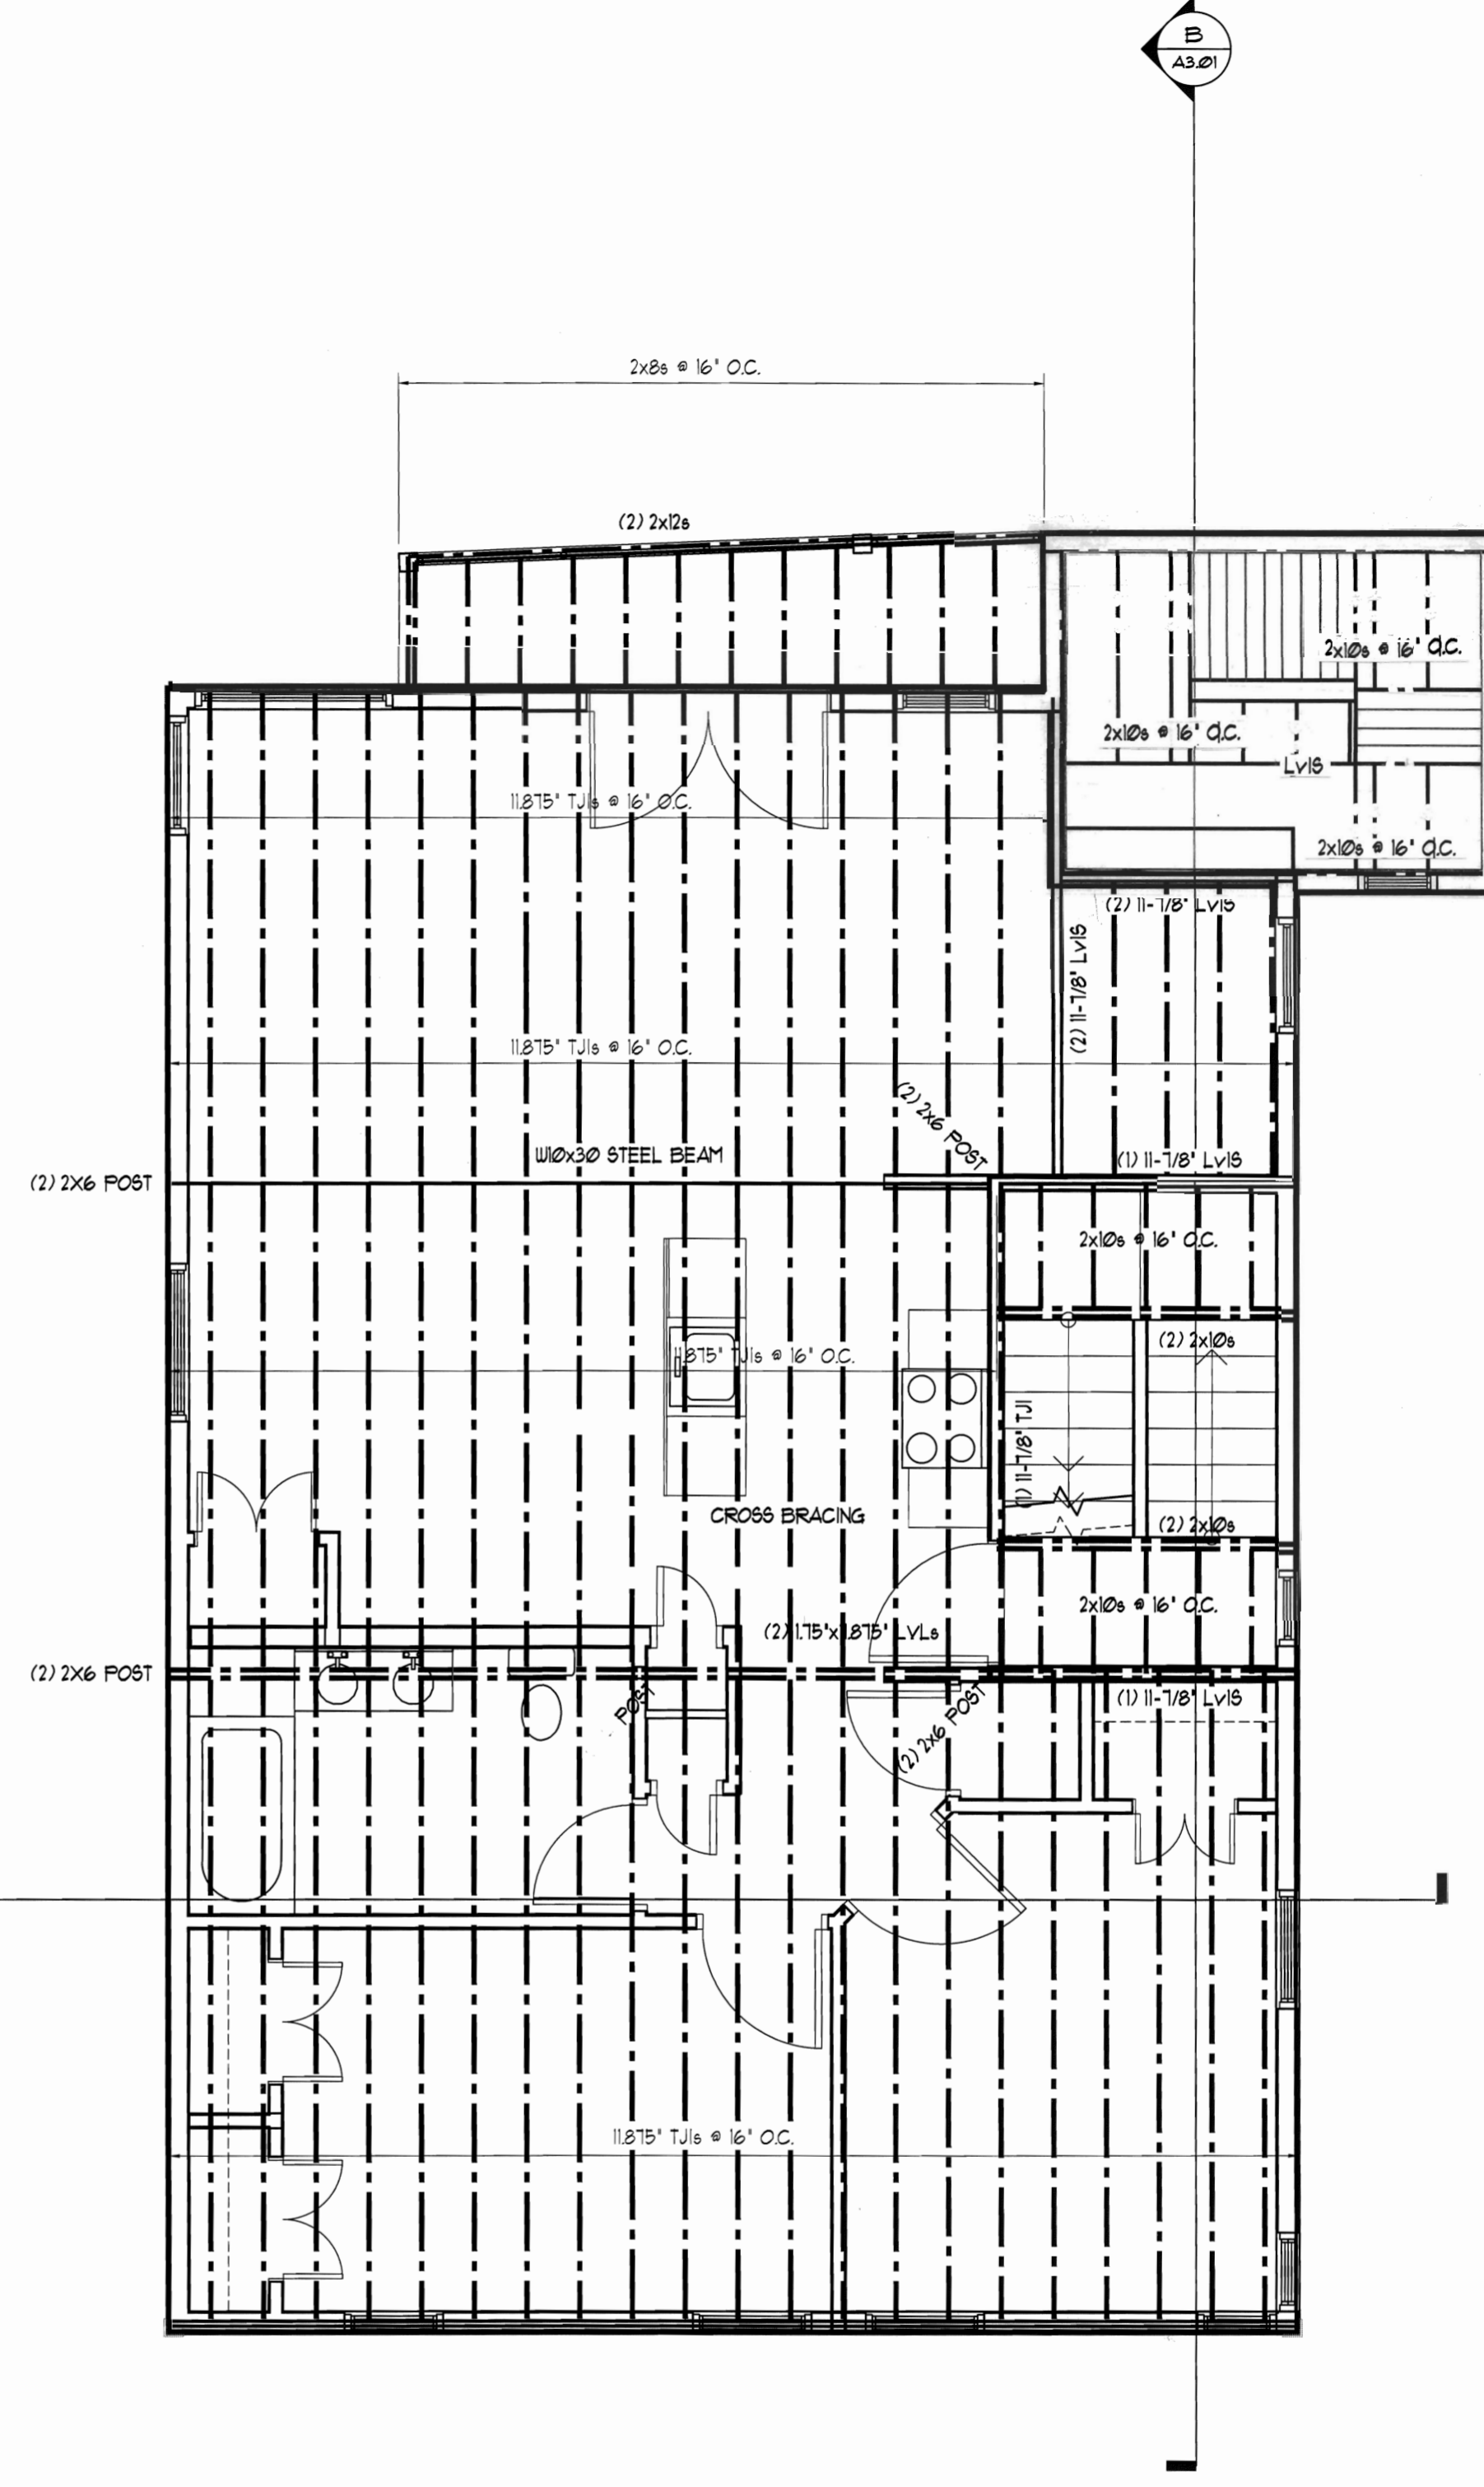 B
A3.01
2x8s @ 16" O.C.
(2) 2x12s
2x10s @ 16" O.C.
2x10s @ 16" O.C.
LVLS
11.875" TJIs @ 16" O.C.
2x10s @ 16" O.C.
(2) 11-7/8" LVLS
(2) 11-7/8" LVLS
11.875" TJIs @ 16" O.C.
(2) 2x6 POST
W10x30 STEEL BEAM
(1) 11-7/8" LVLS
(2) 2X6 POST
2x10s @ 16" O.C.
(2) 2x10s
11.875" TJIs @ 16" O.C.
(1) 11-7/8" TJI
CROSS BRACING
(2) 2x10s
2x10s @ 16" O.C.
(2) 1.75"x11.875" LVLs
(2) 2X6 POST
POST
(2) 2x6 POST
(1) 11-7/8" LVLS
11.875" TJIs @ 16" O.C.